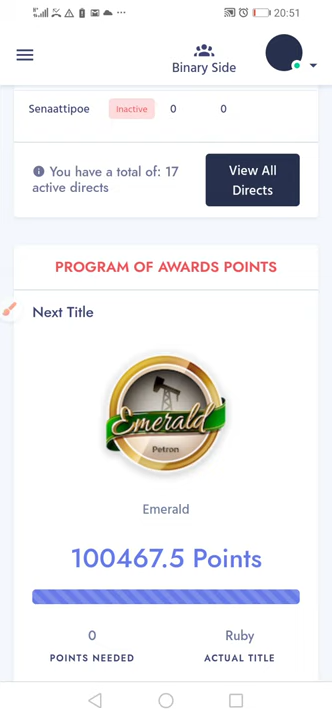 20:51
Binary Side
Senaattipoe Inactive 0 0
You have a total of: 17
active directs
View All
Directs
PROGRAM OF AWARDS POINTS
Next Title
Emerald
Petron
Emerald
100467.5 Points
0 Ruby
POINTS NEEDED ACTUAL TITLE